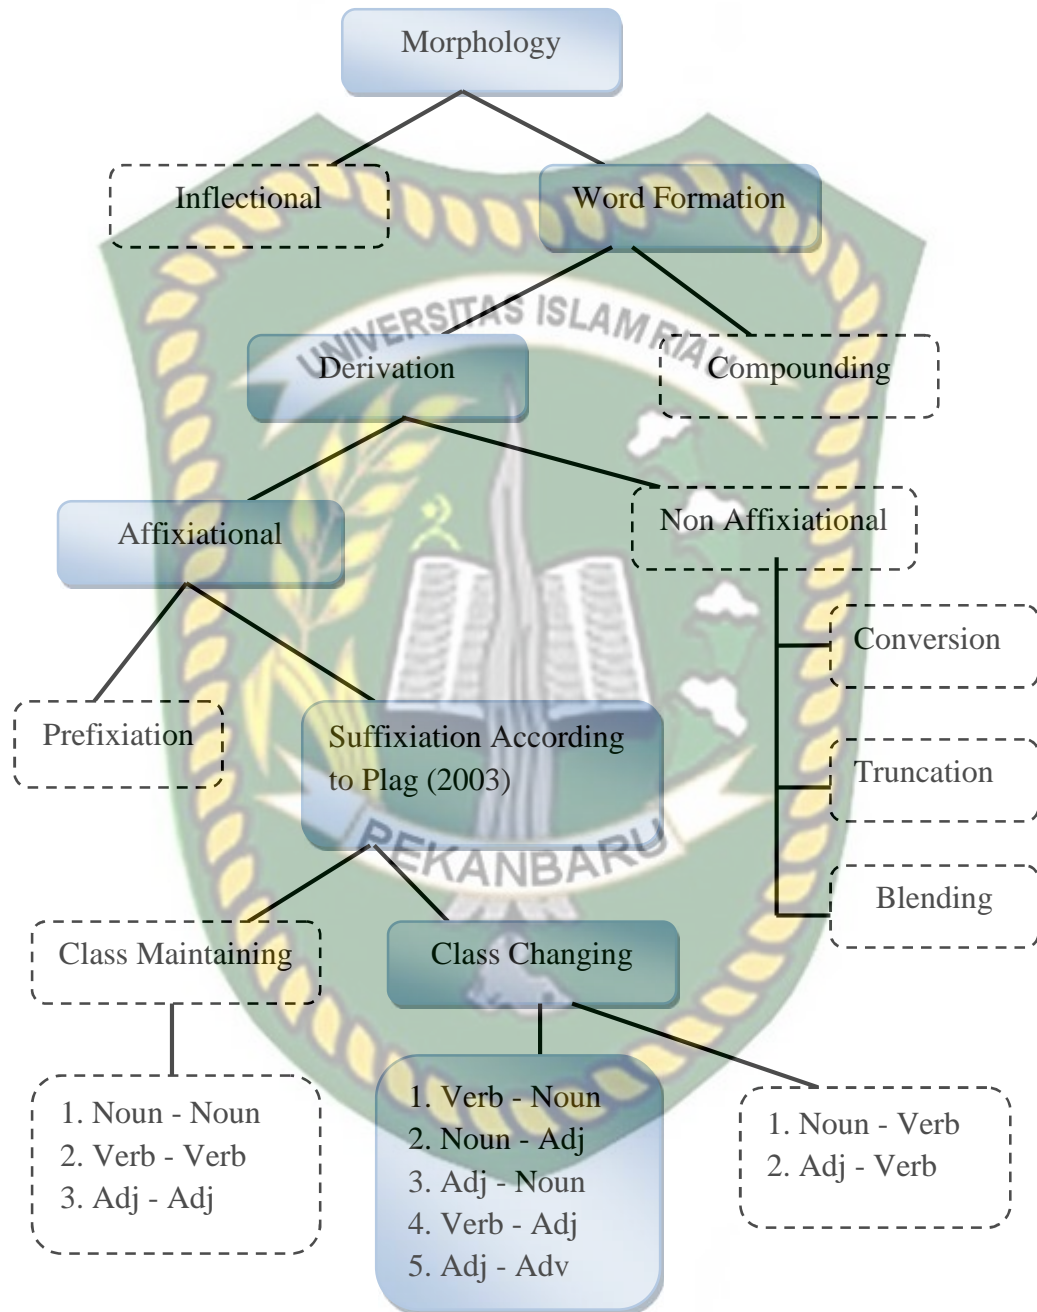 Morphology
Inflectional
Word Formation
UNIVERSITAS ISLAM RIAU
Derivation
Compounding
Affixiational
Non Affixiational
Conversion
Prefixiation
Suffixiation According
to Plag (2003)
Truncation
PEKANBARU
Blending
Class Maintaining
Class Changing
1. Noun - Noun
2. Verb - Verb
3. Adj - Adj
1. Verb - Noun
2. Noun - Adj
3. Adj - Noun
4. Verb - Adj
5. Adj - Adv
1. Noun - Verb
2. Adj - Verb